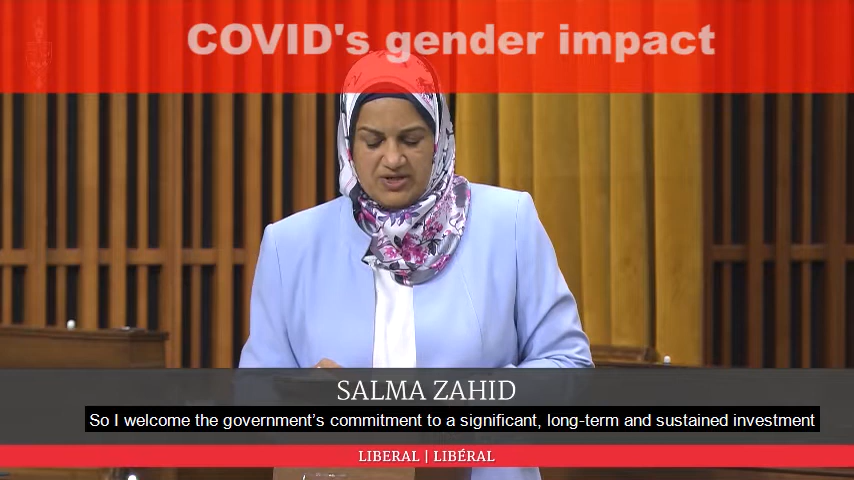 COVID's gender impact
SALMA ZAHID
So I welcome the government’s commitment to a significant, long-term and sustained investment
LIBERAL | LIBÉRAL